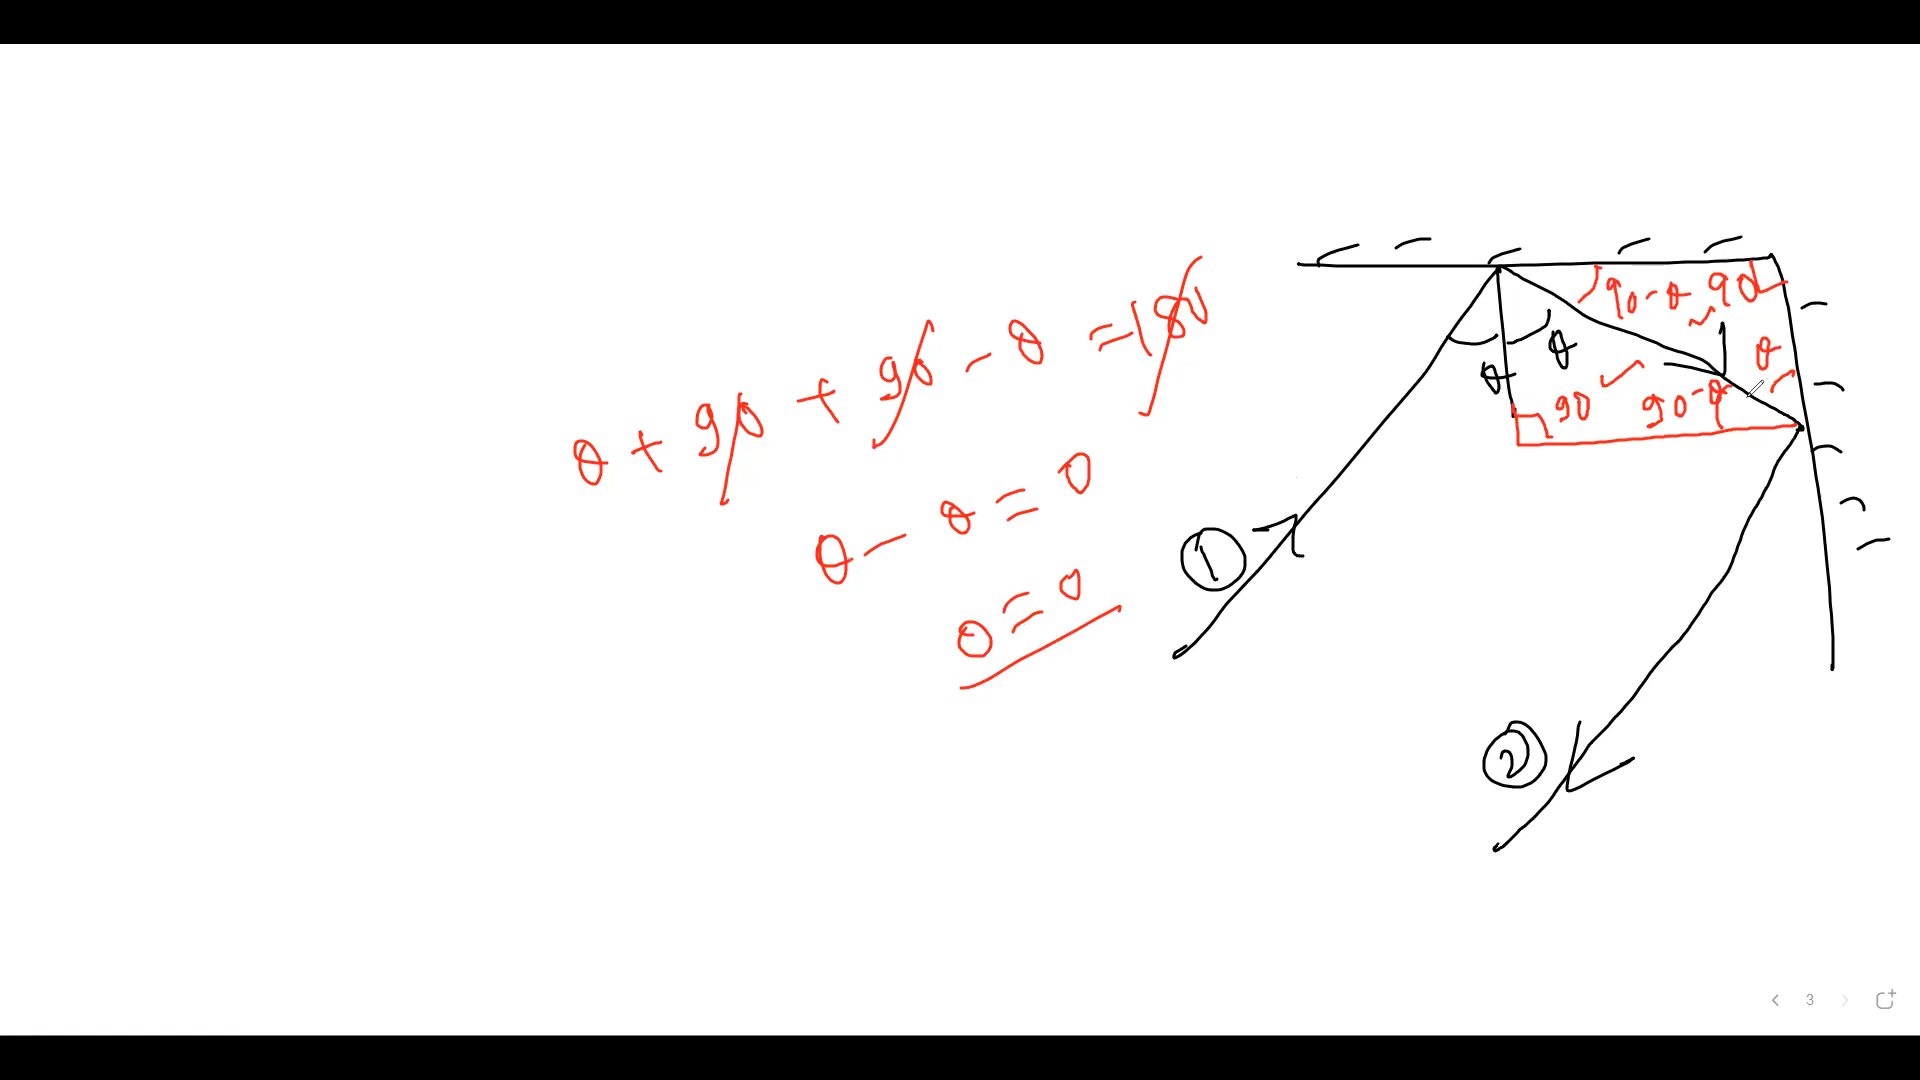 θ + 90 + 90 - θ = 180
θ - θ = 0
0 = 0
90-θ 90
θ
θ θ
90 90-θ
1
2
3